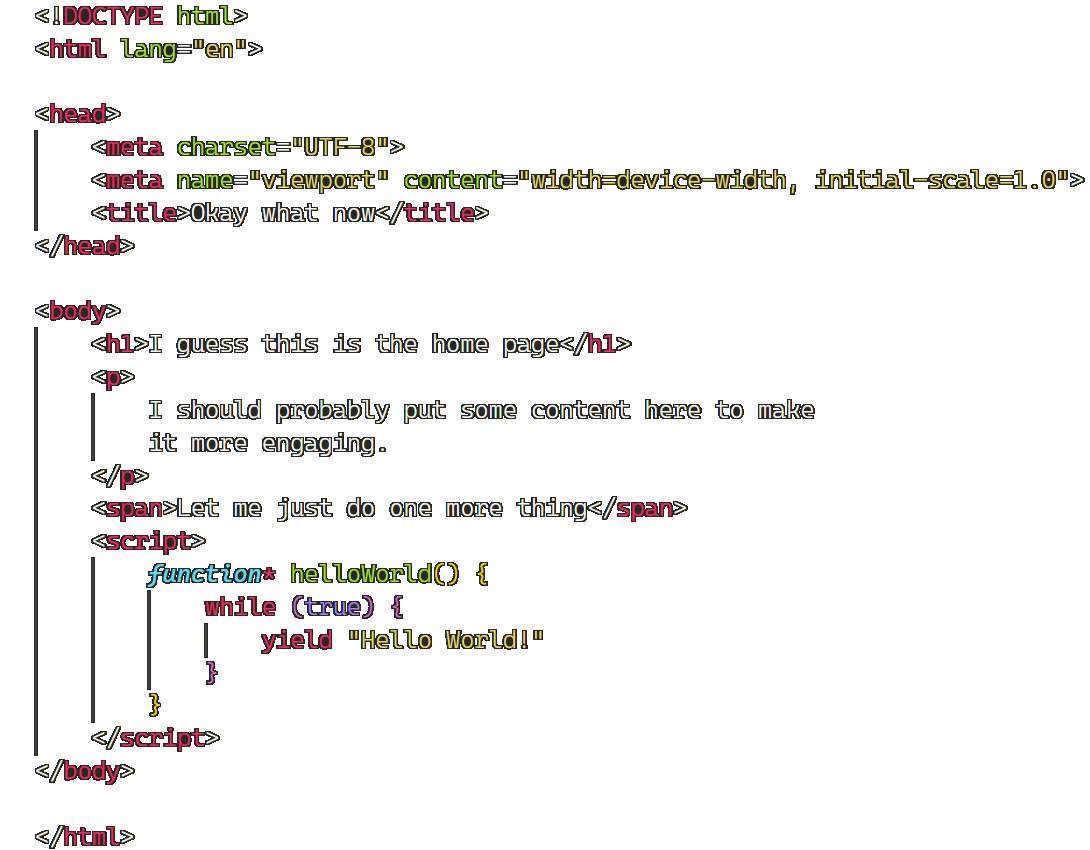 <!DOCTYPE html>
<html lang="en">
<head>
<meta charset="UTF-8">
<meta name="viewport" content="width=device-width, initial-scale=1.0">
<title>Okay what now</title>
</head>
<body>
<h1>I guess this is the home page</h1>
<p>
I should probably put some content here to make
it more engaging.
</p>
<span>Let me just do one more thing</span>
<script>
function* helloWorld() {
while (true) {
yield "Hello World!"
}
}
</script>
</body>
</html>